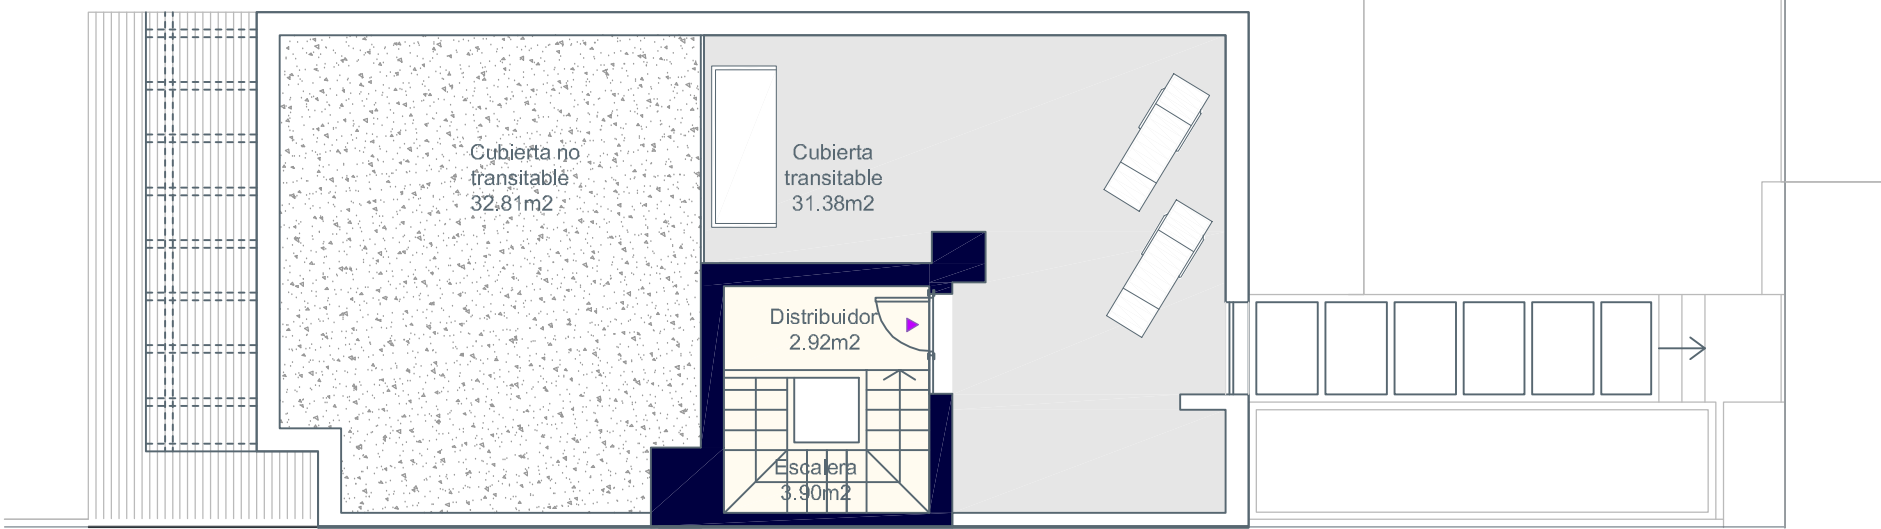 Cubierta no
transitable
32.81m2
Cubierta
transitable
31.38m2
Distribuidor
2.92m2
Escalera
3.90m2